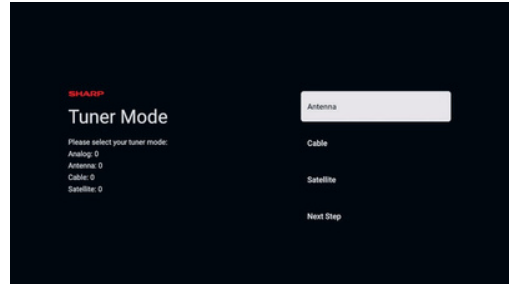 SHARP
Tuner Mode
Please select your tuner mode:
Analog: 0
Antenna: 0
Cable: 0
Satellite: 0
Antenna
Cable
Satellite
Next Step